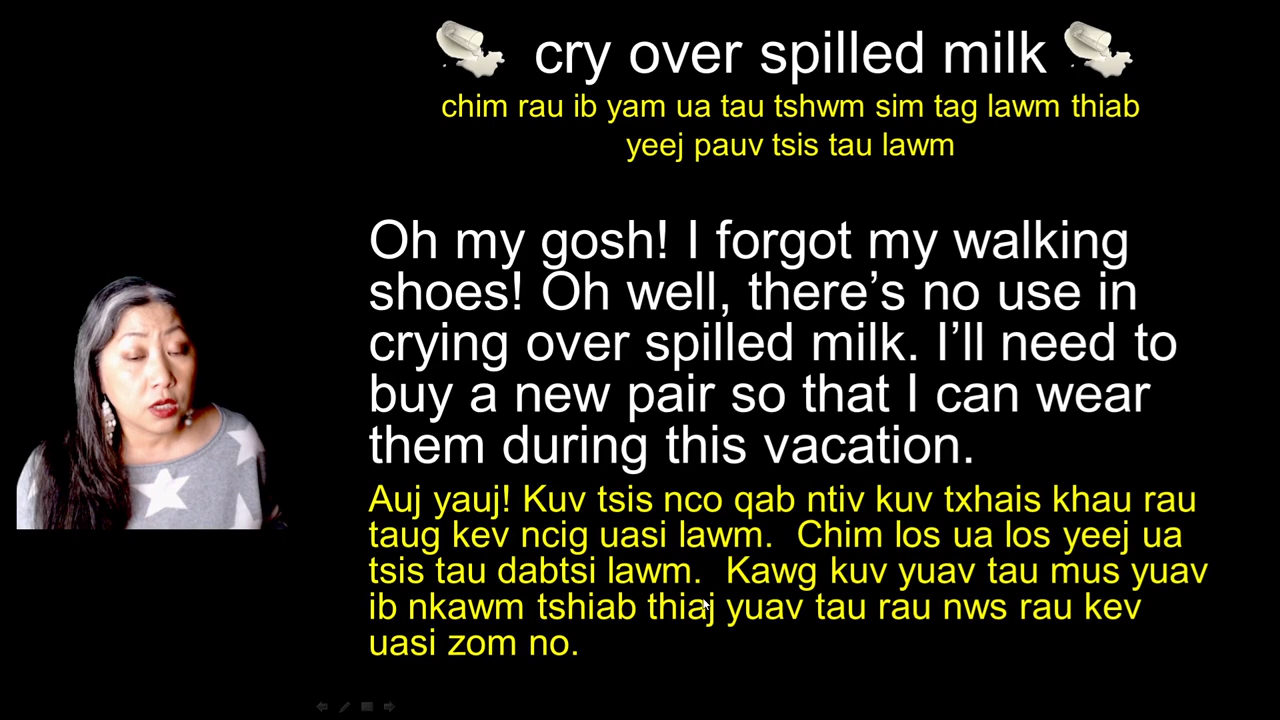 cry over spilled milk
chim rau ib yam ua tau tshwm sim tag lawm thiab
yeej pauv tsis tau lawm
Oh my gosh! I forgot my walking
shoes! Oh well, there’s no use in
crying over spilled milk. I’ll need to
buy a new pair so that I can wear
them during this vacation.
Auj yauj! Kuv tsis nco qab ntiv kuv txhais khau rau
taug kev ncig uasi lawm.  Chim los ua los yeej ua
tsis tau dabtsi lawm.  Kawg kuv yuav tau mus yuav
ib nkawm tshiab thiaj yuav tau rau nws rau kev
uasi zom no.